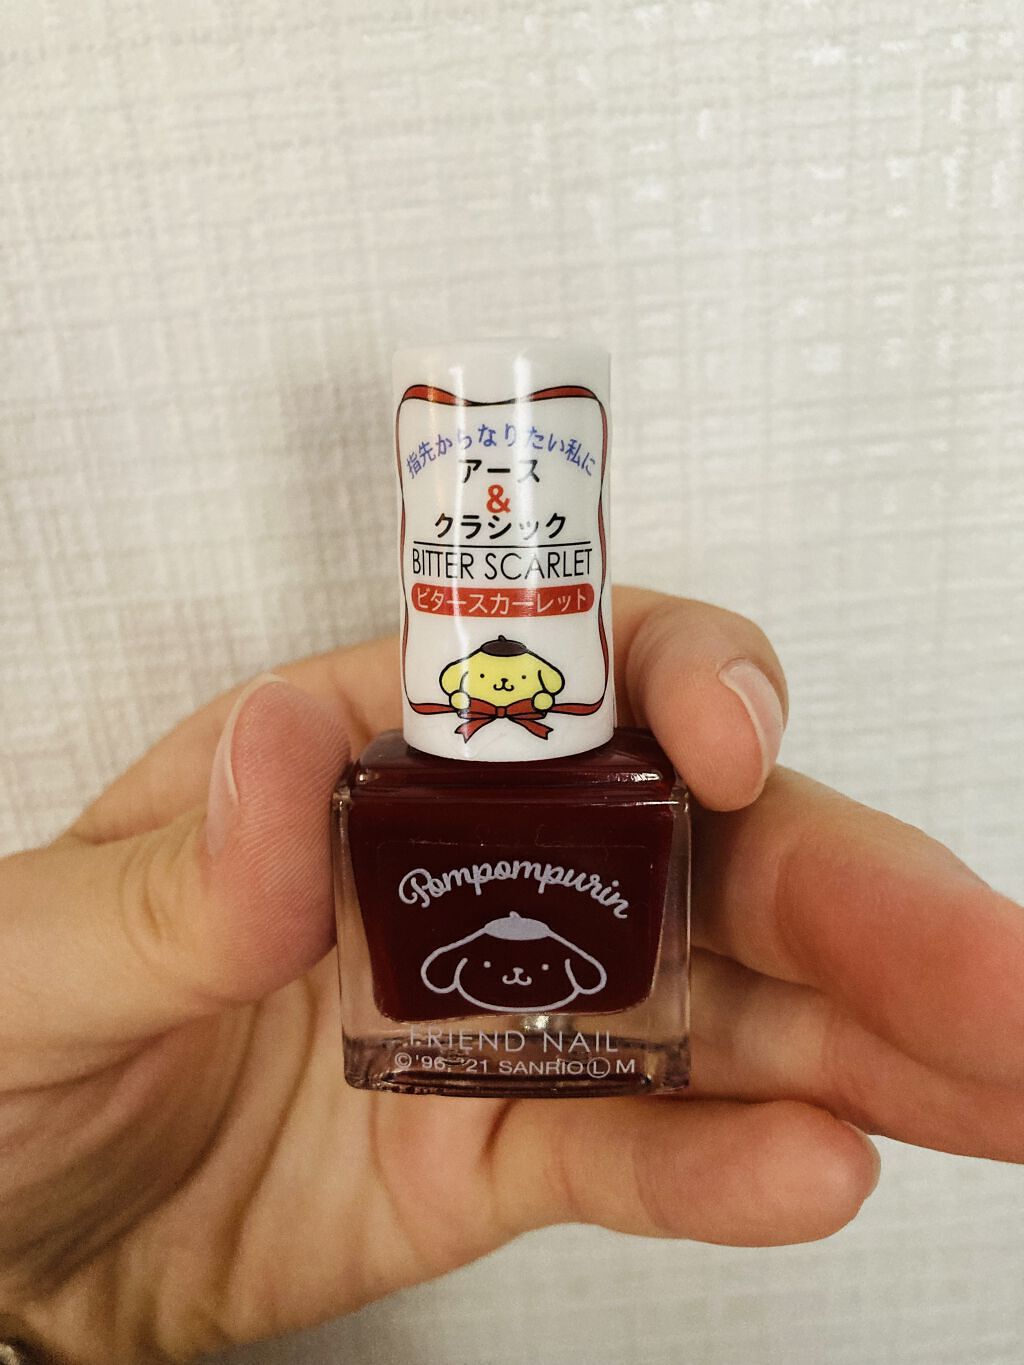 指先からなりたい私に
アース
&
クラシック
BITTER SCARLET
ビタースカーレット
Pompompurin
FRIEND NAIL
©'96, '21 SANRIO Ⓛ M